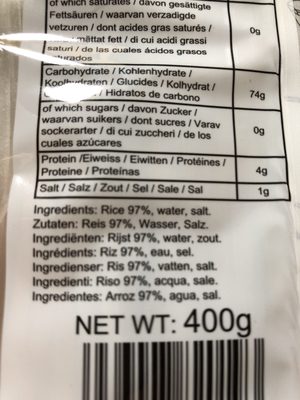 of which saturates / davon gesättigte
Fettsäuren / waarvan verzadigde
vetzuren / dont acides gras saturés /
mättat fett / di cui acidi grassi
saturi / de las cuales ácidos grasos
0g
Carbohydrate / Kohlenhydrate /
Koolhydraten / Glucides / Kolhydrat /
/ Hidratos de carbono
74g
of which sugars / davon Zucker /
waarvan suikers / dont sucres / Varav
sockerarter / di cui zuccheri / de los
cuales azúcares
0g
Protein /Eiweiss / Eiwitten / Protéines /
Proteine / Proteínas
4g
Salt / Salz / Zout / Sel / Sale / Sal
1g
Ingredients: Rice 97%, water, salt.
Zutaten: Reis 97%, Wasser, Salz.
Ingrediënten: Rijst 97%, water, zout.
Ingrédients: Riz 97%, eau, sel.
Ingredienser: Ris 97%, vatten, salt.
Ingredienti: Riso 97%, acqua, sale.
Ingredientes: Arroz 97%, agua, sal.
NET WT: 400g